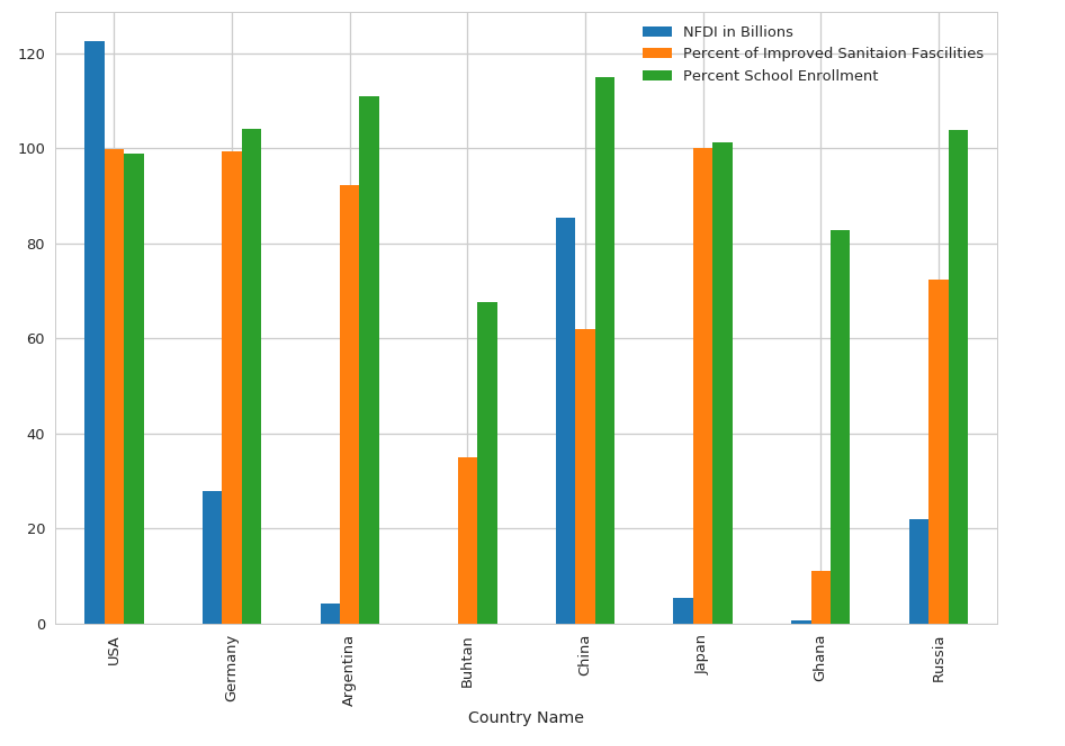 NFDI in Billions
Percent of Improved Sanitaion Fascilities
Percent School Enrollment
120
100
80
60
40
20
0
USA
Germany
Argentina
Buhtan
China
Japan
Ghana
Russia
Country Name